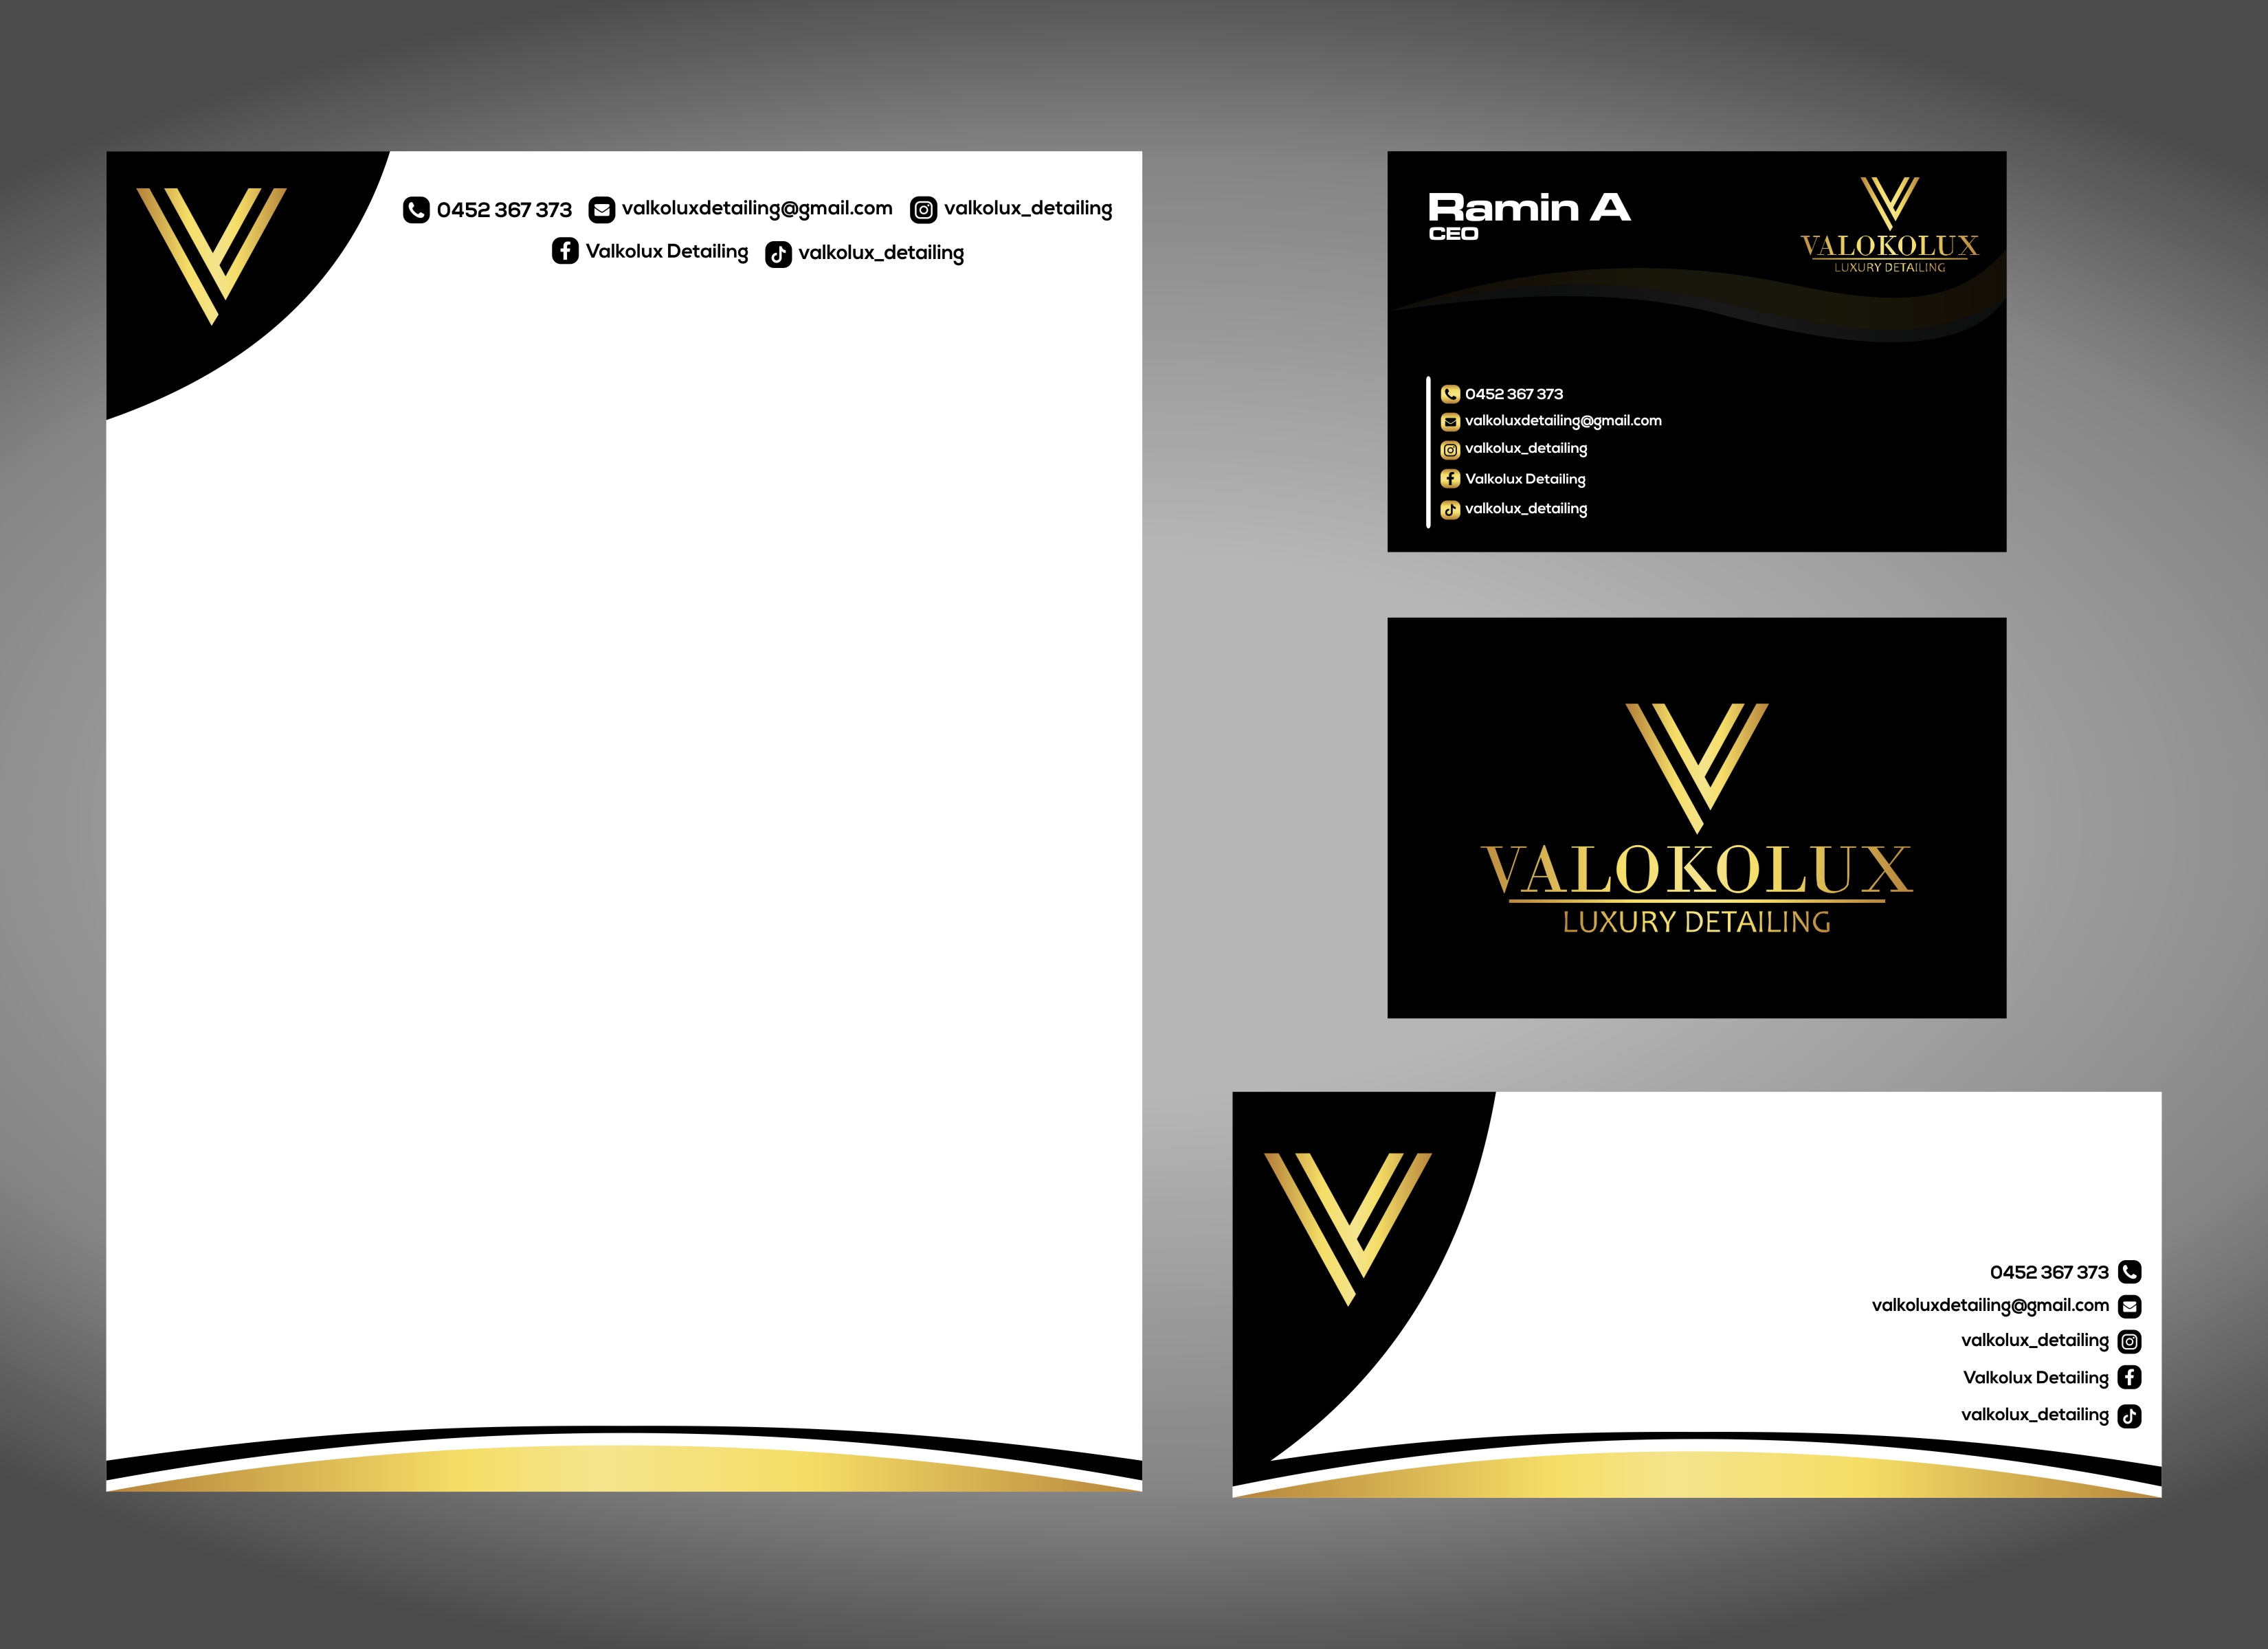 0452 367 373 valkoluxdetailing@gmail.com valkolux_detailing
Valkolux Detailing valkolux_detailing
Ramin A
CEO
VALOKOLUX
LUXURY DETAILING
0452 367 373
valkoluxdetailing@gmail.com
valkolux_detailing
Valkolux Detailing
valkolux_detailing
VALOKOLUX
LUXURY DETAILING
0452 367 373
valkoluxdetailing@gmail.com
valkolux_detailing
Valkolux Detailing
valkolux_detailing